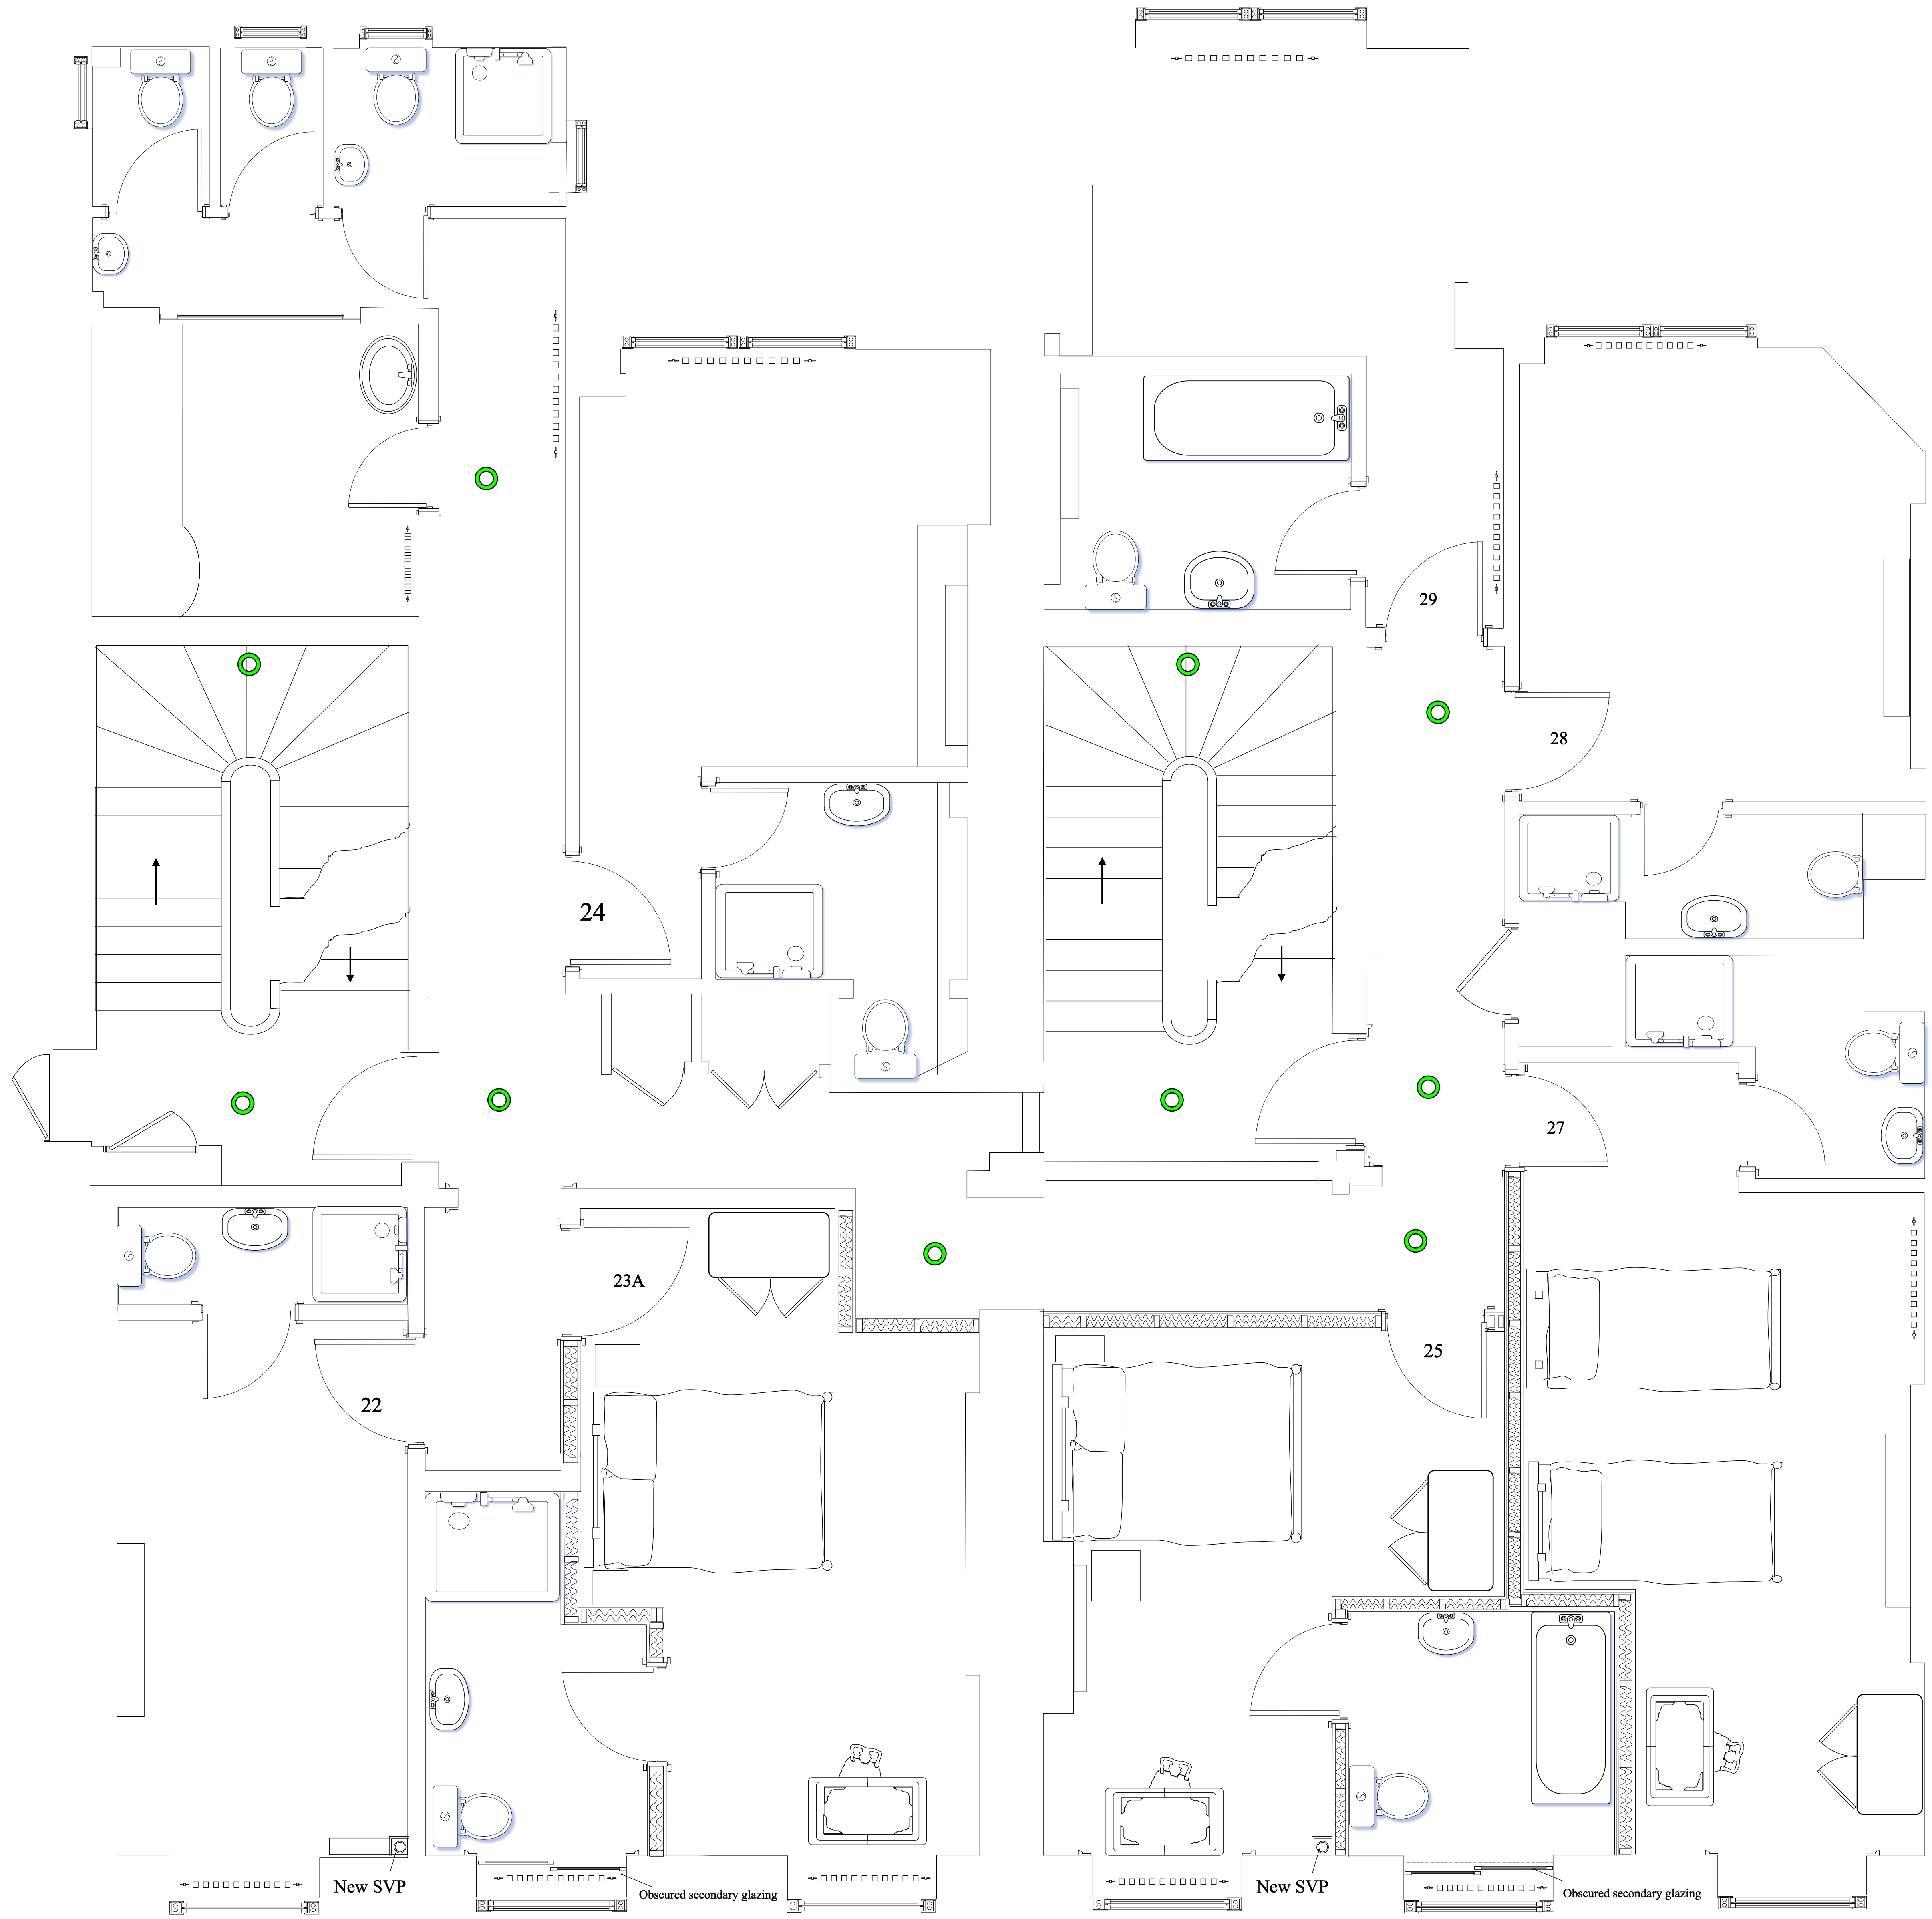 29
28
24
27
23A
25
22
New SVP
Obscured secondary glazing
New SVP
Obscured secondary glazing